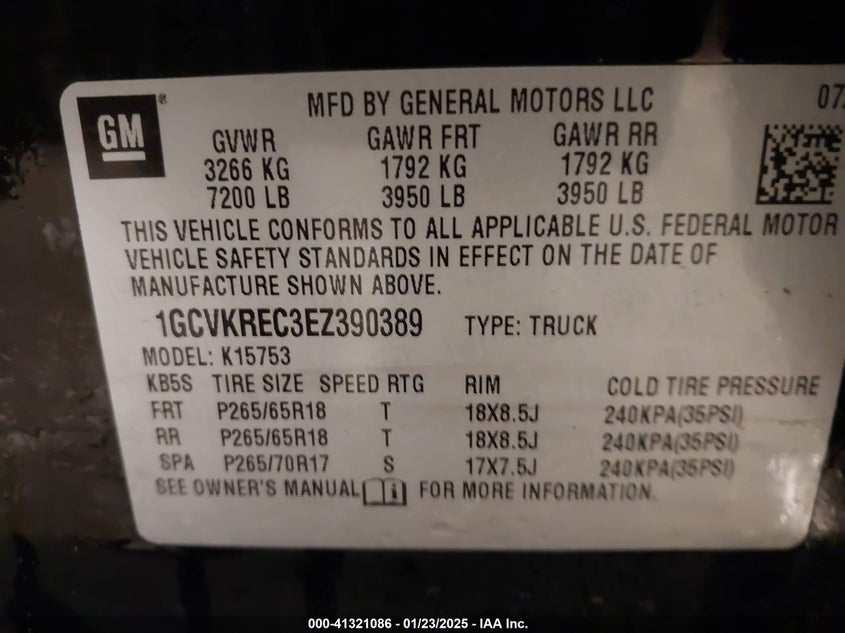 GM ®
MFD BY GENERAL MOTORS LLC 07
GVWR GAWR FRT GAWR RR
3266 KG 1792 KG 1792 KG
7200 LB 3950 LB 3950 LB
THIS VEHICLE CONFORMS TO ALL APPLICABLE U.S. FEDERAL MOTOR
VEHICLE SAFETY STANDARDS IN EFFECT ON THE DATE OF
MANUFACTURE SHOWN ABOVE.
1GCVKREC3EZ390389 TYPE: TRUCK
MODEL: K15753
KB5S TIRE SIZE SPEED RTG RIM COLD TIRE PRESSURE
FRT P265/65R18 T 18X8.5J 240KPA(35PSI)
RR P265/65R18 T 18X8.5J 240KPA(35PSI)
SPA P265/70R17 S 17X7.5J 240KPA(35PSI)
SEE OWNER'S MANUAL i FOR MORE INFORMATION.
000-41321086 - 01/23/2025 - IAA Inc.